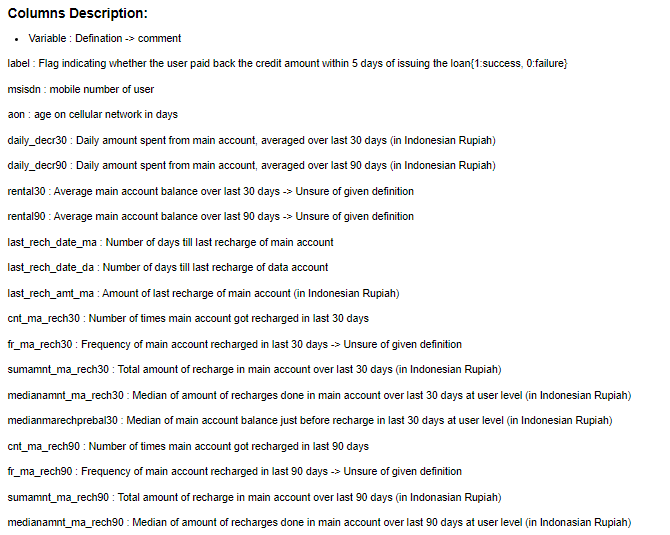 Columns Description:
• Variable : Defination -> comment
label : Flag indicating whether the user paid back the credit amount within 5 days of issuing the loan{1:success, 0:failure}
msisdn : mobile number of user
aon : age on cellular network in days
daily_decr30 : Daily amount spent from main account, averaged over last 30 days (in Indonesian Rupiah)
daily_decr90 : Daily amount spent from main account, averaged over last 90 days (in Indonesian Rupiah)
rental30 : Average main account balance over last 30 days -> Unsure of given definition
rental90 : Average main account balance over last 90 days -> Unsure of given definition
last_rech_date_ma : Number of days till last recharge of main account
last_rech_date_da : Number of days till last recharge of data account
last_rech_amt_ma : Amount of last recharge of main account (in Indonesian Rupiah)
cnt_ma_rech30 : Number of times main account got recharged in last 30 days
fr_ma_rech30 : Frequency of main account recharged in last 30 days -> Unsure of given definition
sumamnt_ma_rech30 : Total amount of recharge in main account over last 30 days (in Indonesian Rupiah)
medianamnt_ma_rech30 : Median of amount of recharges done in main account over last 30 days at user level (in Indonesian Rupiah)
medianmarechprebal30 : Median of main account balance just before recharge in last 30 days at user level (in Indonesian Rupiah)
cnt_ma_rech90 : Number of times main account got recharged in last 90 days
fr_ma_rech90 : Frequency of main account recharged in last 90 days -> Unsure of given definition
sumamnt_ma_rech90 : Total amount of recharge in main account over last 90 days (in Indonasian Rupiah)
medianamnt_ma_rech90 : Median of amount of recharges done in main account over last 90 days at user level (in Indonasian Rupiah)